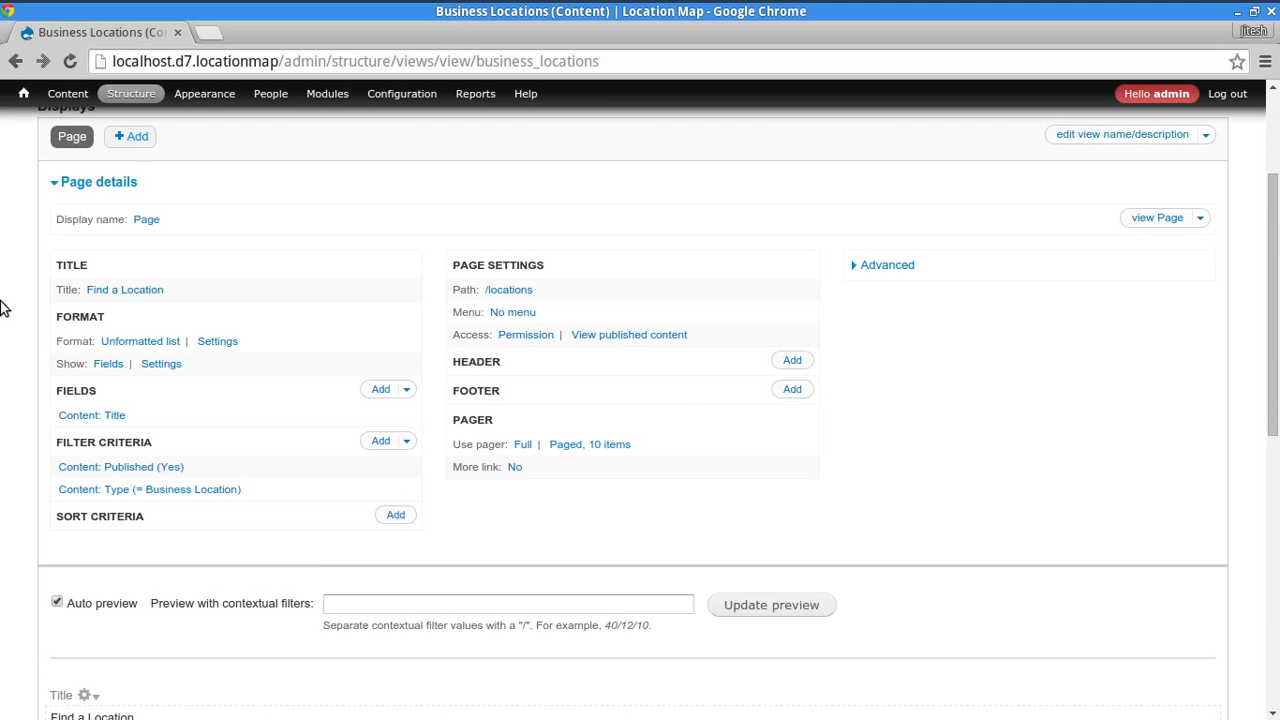 Business Locations (Content) | Location Map - Google Chrome
Business Locations (Co
jitesh
localhost.d7.locationmap/admin/structure/views/view/business_locations
Content Structure Appearance People Modules Configuration Reports Help Hello admin Log out
Displays
Page + Add edit view name/description
Page details
Display name: Page view Page
TITLE
Title: Find a Location
FORMAT
Format: Unformatted list | Settings
Show: Fields | Settings
FIELDS Add
Content: Title
FILTER CRITERIA Add
Content: Published (Yes)
Content: Type (= Business Location)
SORT CRITERIA Add
PAGE SETTINGS
Path: /locations
Menu: No menu
Access: Permission | View published content
HEADER Add
FOOTER Add
PAGER
Use pager: Full | Paged, 10 items
More link: No
Advanced
Auto preview Preview with contextual filters: Update preview
Separate contextual filter values with a "/". For example, 40/12/10.
Title
Find a Location